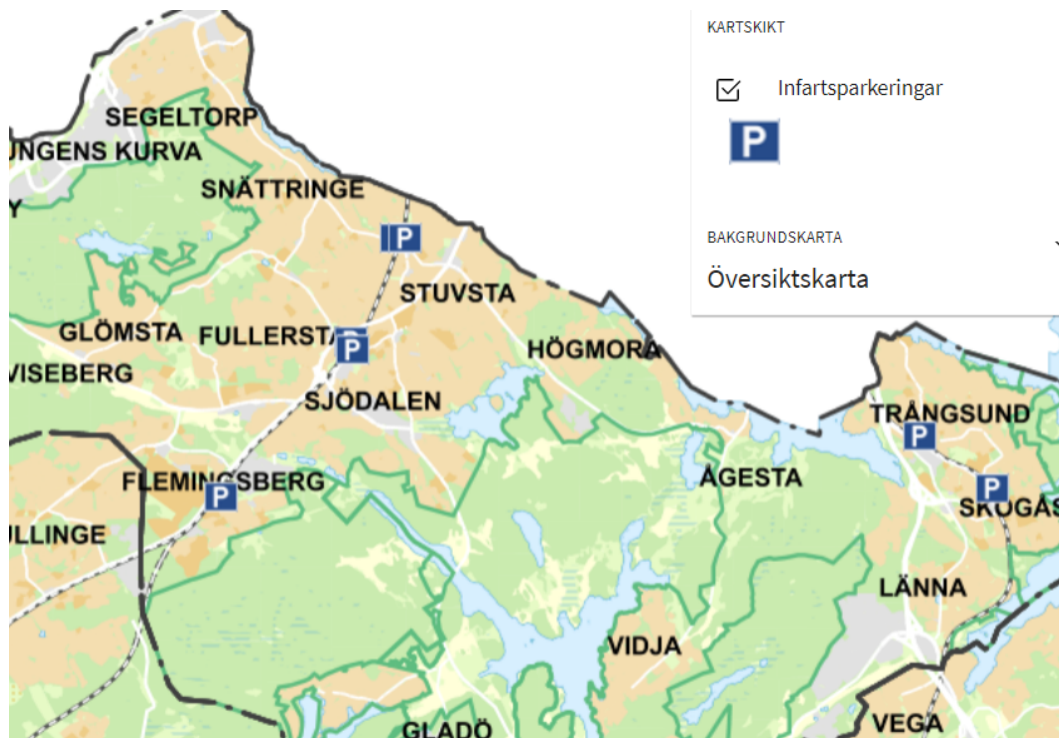 KARTSKIKT
Infartsparkeringar
P
BAKGRUNDSKARTA
Översiktskarta
SEGELTORP
UNGENS KURVA
Y
SNÄTTRINGE
P
STUVSTA
GLÖMSTA
FULLERSTA
P
HÖGMORA
VISEBERG
SJÖDALEN
TRÅNGSUND
P
FLEMINGSBERG
P
ÅGESTA
P
SKOGÅS
ULLINGE
LÄNNA
VIDJA
GLADÖ
VEGA